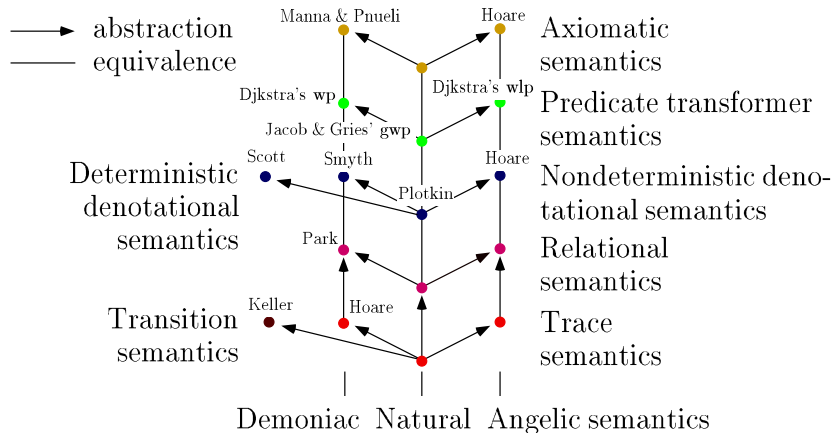 Manna & Pnueli
Hoare
abstraction
equivalence
Axiomatic
semantics
Djkstra's wp
Djkstra's wlp
Predicate transformer
semantics
Jacob & Gries' gwp
Scott
Smyth
Hoare
Deterministic
denotational
semantics
Plotkin
Nondeterministic deno-
tational semantics
Park
Relational
semantics
Keller
Hoare
Transition
semantics
Trace
semantics
Demoniac Natural Angelic semantics